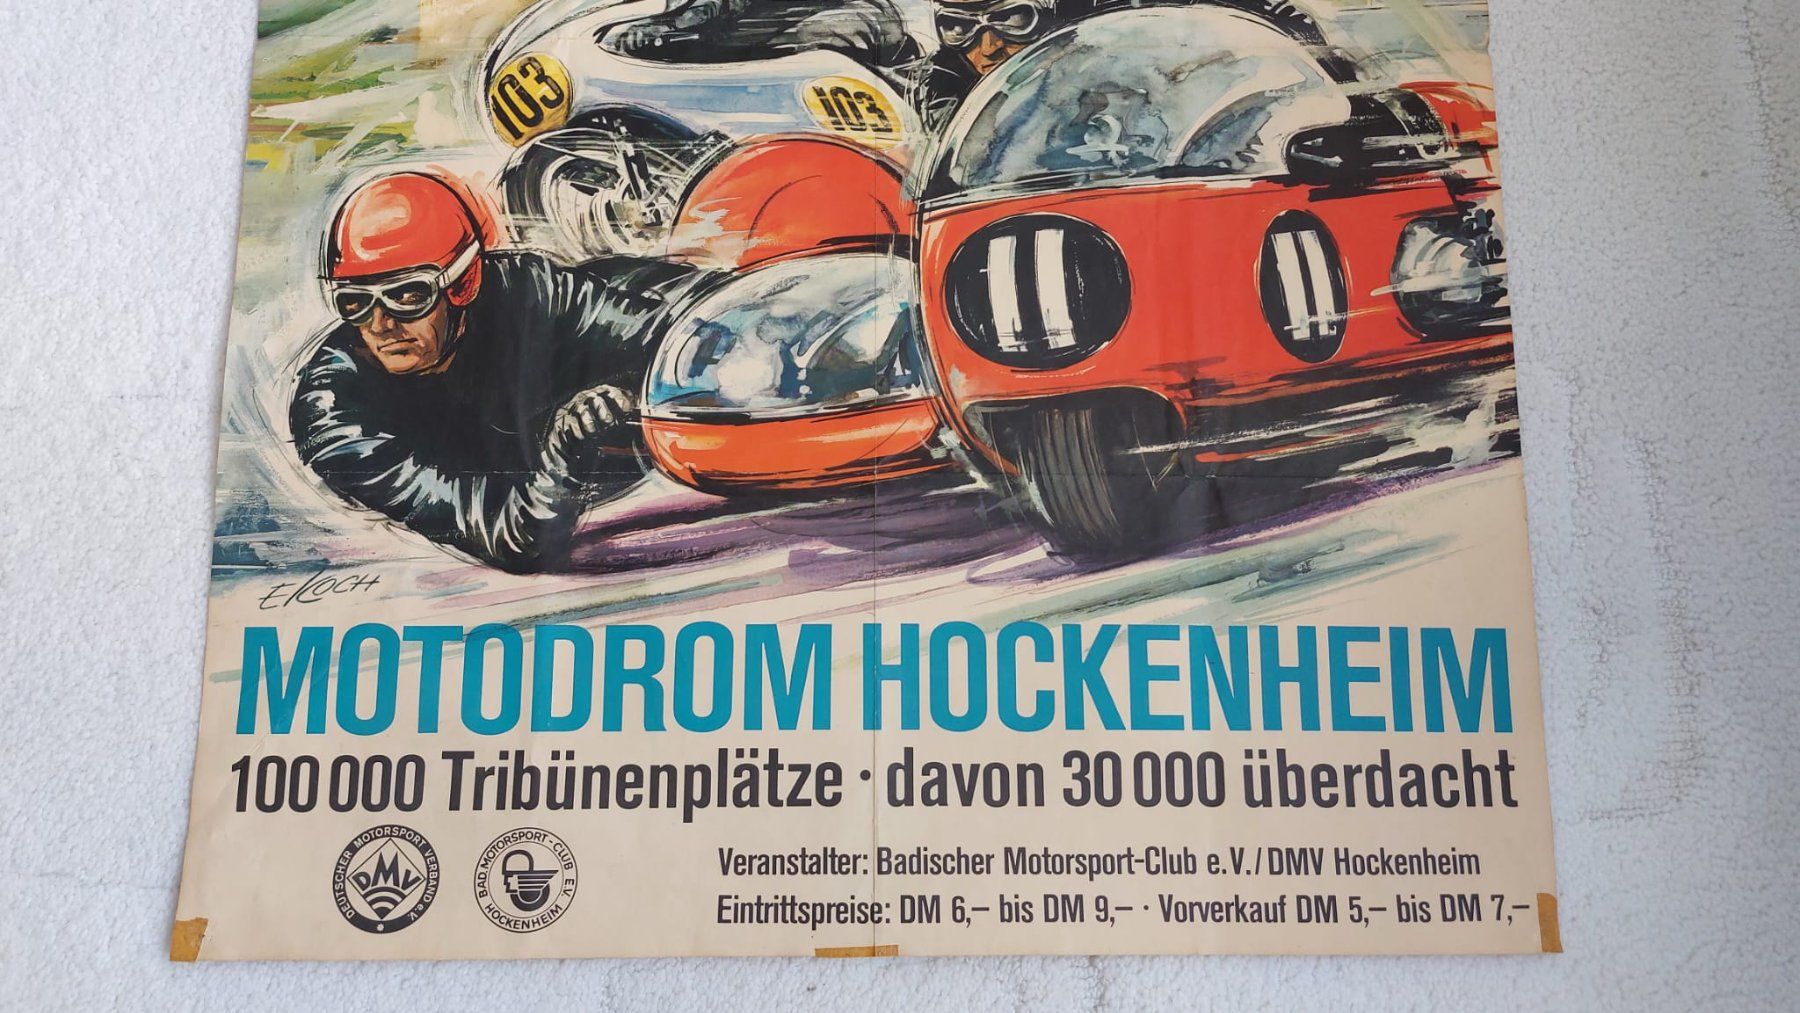 103
103
11
11
E KOCH
MOTODROM HOCKENHEIM
100 000 Tribünenplätze · davon 30 000 überdacht
DEUTSCHER MOTORSPORT VERBAND e.V.
DMV
BAD. MOTORSPORT-CLUB E.V.
HOCKENHEIM
Veranstalter: Badischer Motorsport-Club e.V./DMV Hockenheim
Eintrittspreise: DM 6,– bis DM 9,– · Vorverkauf DM 5,– bis DM 7,–